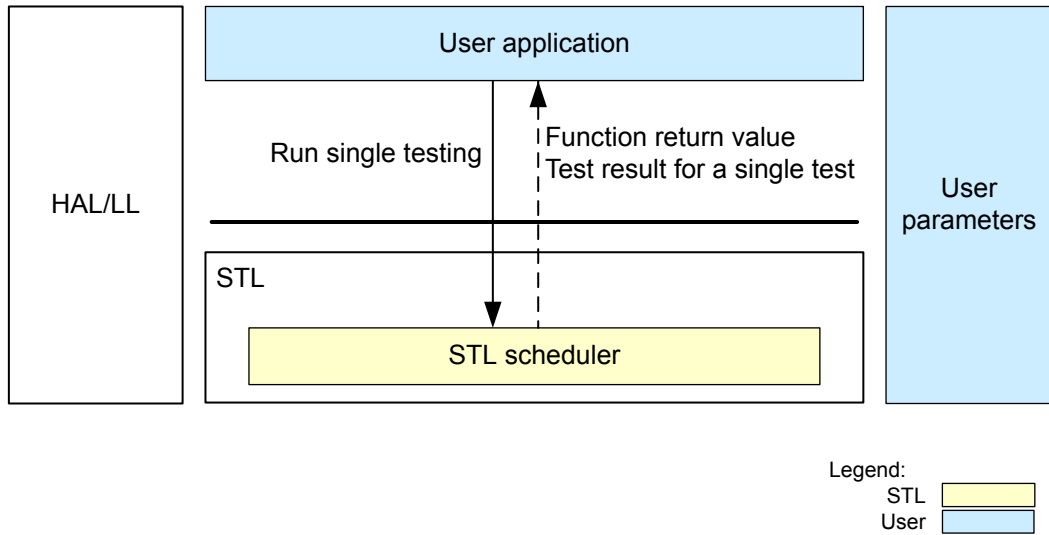 User application
Run single testing
Function return value
Test result for a single test
HAL/LL
User
parameters
STL
STL scheduler
Legend:
STL
User